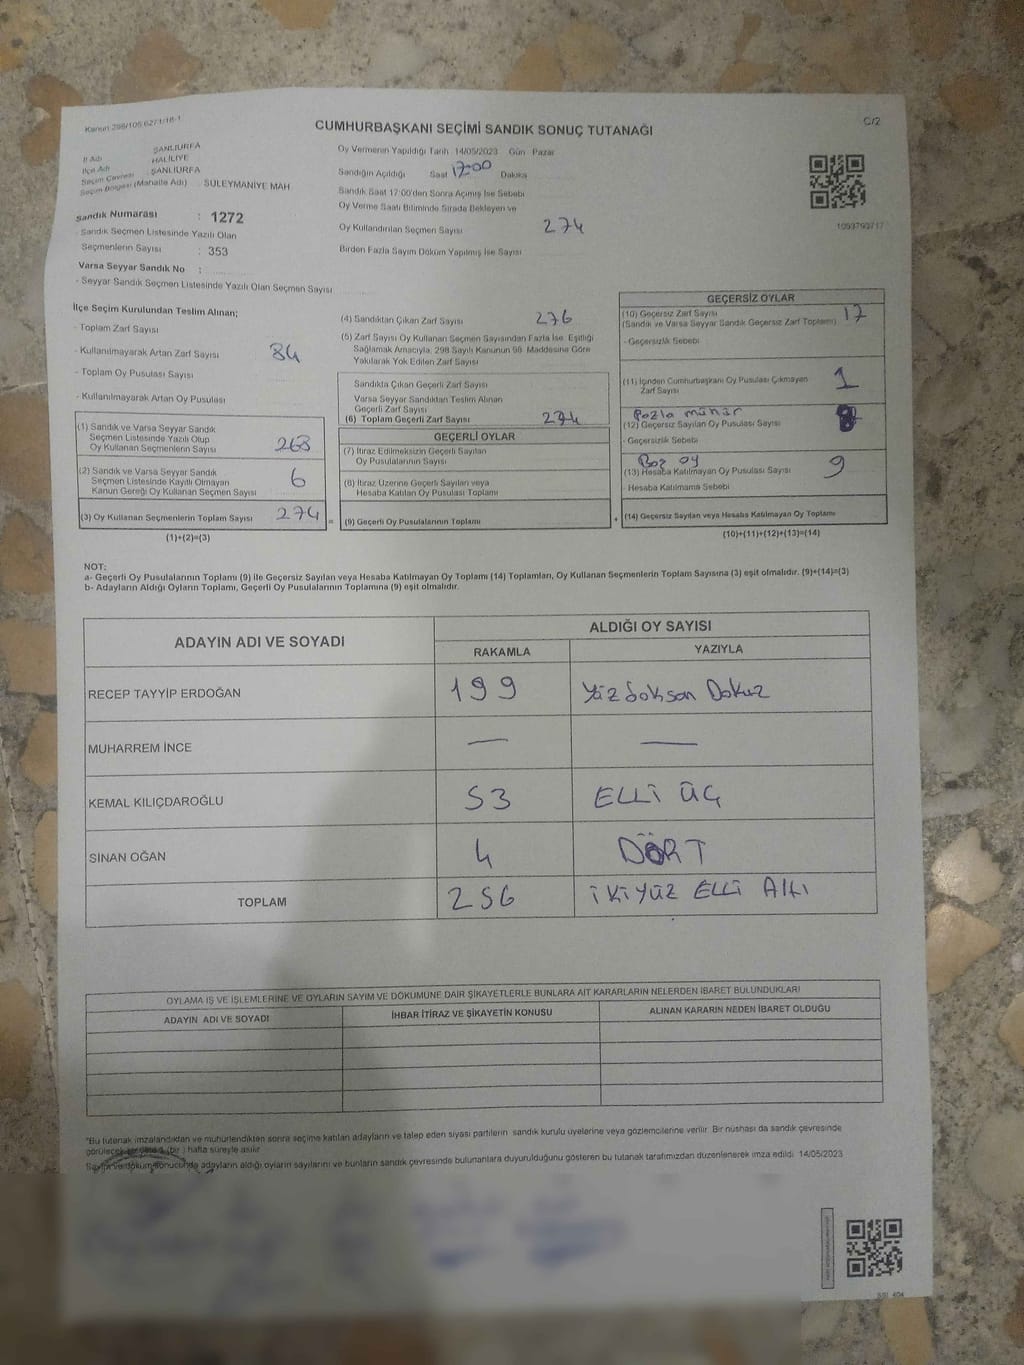 Kanun 298/105 6271/18-1
CUMHURBAŞKANI SEÇİMİ SANDIK SONUÇ TUTANAĞI
C/2
İl Adı : ŞANLIURFA
İlçe Adı : HALİLİYE
Seçim Çevresi : ŞANLIURFA
Seçim Bölgesi (Mahalle Adı) : SÜLEYMANİYE MAH
Sandık Numarası : 1272
- Sandık Seçmen Listesinde Yazılı Olan
Seçmenlerin Sayısı : 353
Varsa Seyyar Sandık No :
- Seyyar Sandık Seçmen Listesinde Yazılı Olan Seçmen Sayısı
Oy Vermenin Yapıldığı Tarih 14/05/2023 Gün Pazar
Sandığın Açıldığı Saat 17:00 Dakika
Sandık Saat 17:00'den Sonra Açımış İse Sebebi
Oy Verme Saati Bitiminde Sırada Bekleyen ve
Oy Kullandırılan Seçmen Sayısı 274
Birden Fazla Sayım Döküm Yapılmış İse Sayısı
1053793717
İlçe Seçim Kurulundan Teslim Alınan;
- Toplam Zarf Sayısı
- Kullanılmayarak Artan Zarf Sayısı 84
- Toplam Oy Pusulası Sayısı
- Kullanılmayarak Artan Oy Pusulası
(1) Sandık ve Varsa Seyyar Sandık
Seçmen Listesinde Yazılı Olup
Oy Kullanan Seçmenlerin Sayısı 268
(2) Sandık ve Varsa Seyyar Sandık
Seçmen Listesinde Kayıtlı Olmayan
Kanun Gereği Oy Kullanan Seçmen Sayısı 6
(3) Oy Kullanan Seçmenlerin Toplam Sayısı 274 =
(1)+(2)=(3)
(4) Sandıktan Çıkan Zarf Sayısı 276
(5) Zarf Sayısı Oy Kullanan Seçmen Sayısından Fazla İse Eşitliği
Sağlamak Amacıyla, 298 Sayılı Kanunun 98. Maddesine Göre
Yakılarak Yok Edilen Zarf Sayısı
Sandıkta Çıkan Geçerli Zarf Sayısı
Varsa Seyyar Sandıktan Teslim Alınan
Geçerli Zarf Sayısı
(6) Toplam Geçerli Zarf Sayısı 274
GEÇERLİ OYLAR
(7) İtiraz Edilmeksizin Geçerli Sayılan
Oy Pusulalarının Sayısı
(8) İtiraz Üzerine Geçerli Sayılan veya
Hesaba Katılan Oy Pusulası Toplamı
(9) Geçerli Oy Pusulalarının Toplamı +
GEÇERSİZ OYLAR
(10) Geçersiz Zarf Sayısı 17
(Sandık ve Varsa Seyyar Sandık Geçersiz Zarf Toplamı)
- Geçersizlik Sebebi
(11) İçinden Cumhurbaşkanı Oy Pusulası Çıkmayan
Zarf Sayısı 1
Fazla mühür
(12) Geçersiz Sayılan Oy Pusulası Sayısı
- Geçersizlik Sebebi
Boz oy
(13) Hesaba Katılmayan Oy Pusulası Sayısı 9
- Hesaba Katılmama Sebebi
(14) Geçersiz Sayılan veya Hesaba Katılmayan Oy Toplamı
(10)+(11)+(12)+(13)=(14)
NOT:
a- Geçerli Oy Pusulalarının Toplamı (9) ile Geçersiz Sayılan veya Hesaba Katılmayan Oy Toplamı (14) Toplamları, Oy Kullanan Seçmenlerin Toplam Sayısına (3) eşit olmalıdır. (9)+(14)=(3)
b- Adayların Aldığı Oyların Toplamı, Geçerli Oy Pusulalarının Toplamına (9) eşit olmalıdır.
ADAYIN ADI VE SOYADI
ALDIĞI OY SAYISI
RAKAMLA YAZIYLA
RECEP TAYYİP ERDOĞAN 199 Yüz doksan Dokuz
MUHARREM İNCE — —
KEMAL KILIÇDAROĞLU 53 ELLİ ÜÇ
SİNAN OĞAN 4 DÖRT
TOPLAM 256 İKİYÜZ ELLİ ALtı
OYLAMA İŞ VE İŞLEMLERİNE VE OYLARIN SAYIM VE DÖKÜMÜNE DAİR ŞİKAYETLERLE BUNLARA AİT KARARLARIN NELERDEN İBARET BULUNDUKLARI
ADAYIN ADI VE SOYADI İHBAR İTİRAZ VE ŞİKAYETİN KONUSU ALINAN KARARIN NEDEN İBARET OLDUĞU
*Bu tutanak imzalandıktan ve mühürlendikten sonra seçime katılan adayların ve talep eden siyasi partilerin sandık kurulu üyelerine veya gözlemcilerine verilir. Bir nüshası da sandık çevresinde
görülecek bir yere 1 (bir ) hafta süreyle asılır.
Sayım ve döküm sonucunda adayların aldığı oyların sayılarını ve bunların sandık çevresinde bulunanlara duyurulduğunu gösteren bu tutanak tarafımızdan düzenlenerek imza edildi. 14/05/2023